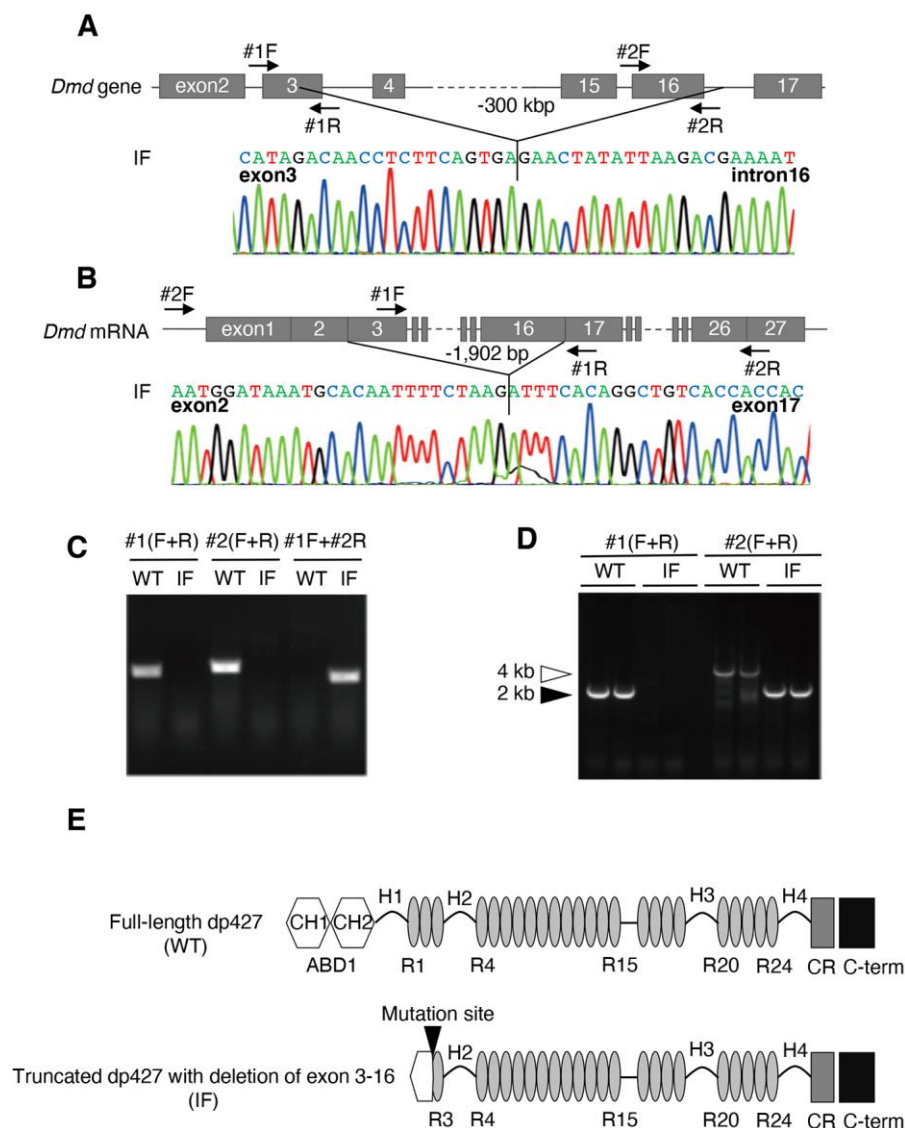 A
#1F #2F
Dmd gene exon2 3 4 15 16 17
-300 kbp
#1R #2R
IF CATAGACAACCTCTTCAGTGAGAACTATATTAAGACGAAAAT
exon3 intron16
B
#2F #1F
Dmd mRNA exon1 2 3 16 17 26 27
-1,902 bp
#1R #2R
IF AATGGATAAATGCACAATTTTCTAAGATTTCACAGGCTGTCACCACCAC
exon2 exon17
C
#1(F+R) #2(F+R) #1F+#2R
WT IF WT IF WT IF
D
#1(F+R) #2(F+R)
WT IF WT IF
4 kb
2 kb
E
H1 H2 H3 H4
Full-length dp427 CH1 CH2
(WT)
ABD1 R1 R4 R15 R20 R24 CR C-term
Mutation site
H2 H3 H4
Truncated dp427 with deletion of exon 3-16
(IF)
R3 R4 R15 R20 R24 CR C-term